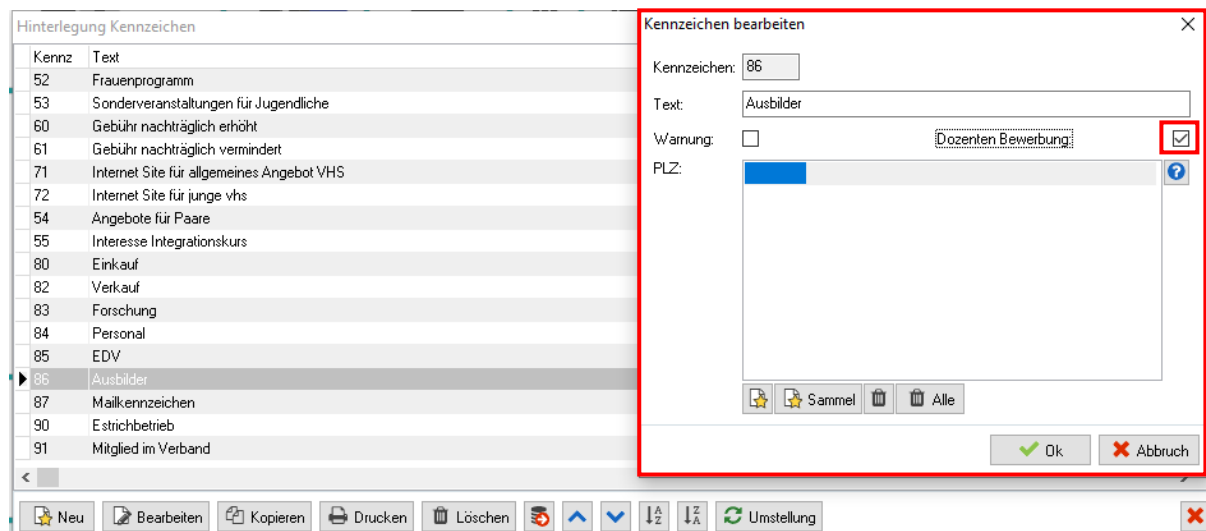 Hinterlegung Kennzeichen
Kennz Text
52 Frauenprogramm
53 Sonderveranstaltungen für Jugendliche
60 Gebühr nachträglich erhöht
61 Gebühr nachträglich vermindert
71 Internet Site für allgemeines Angebot VHS
72 Internet Site für junge vhs
54 Angebote für Paare
55 Interesse Integrationskurs
80 Einkauf
82 Verkauf
83 Forschung
84 Personal
85 EDV
86 Ausbilder
87 Mailkennzeichen
90 Estrichbetrieb
91 Mitglied im Verband
Neu Bearbeiten Kopieren Drucken Löschen Umstellung
Kennzeichen bearbeiten
Kennzeichen: 86
Text: Ausbilder
Warnung: Dozenten Bewerbung:
PLZ:
Sammel Alle
Ok Abbruch